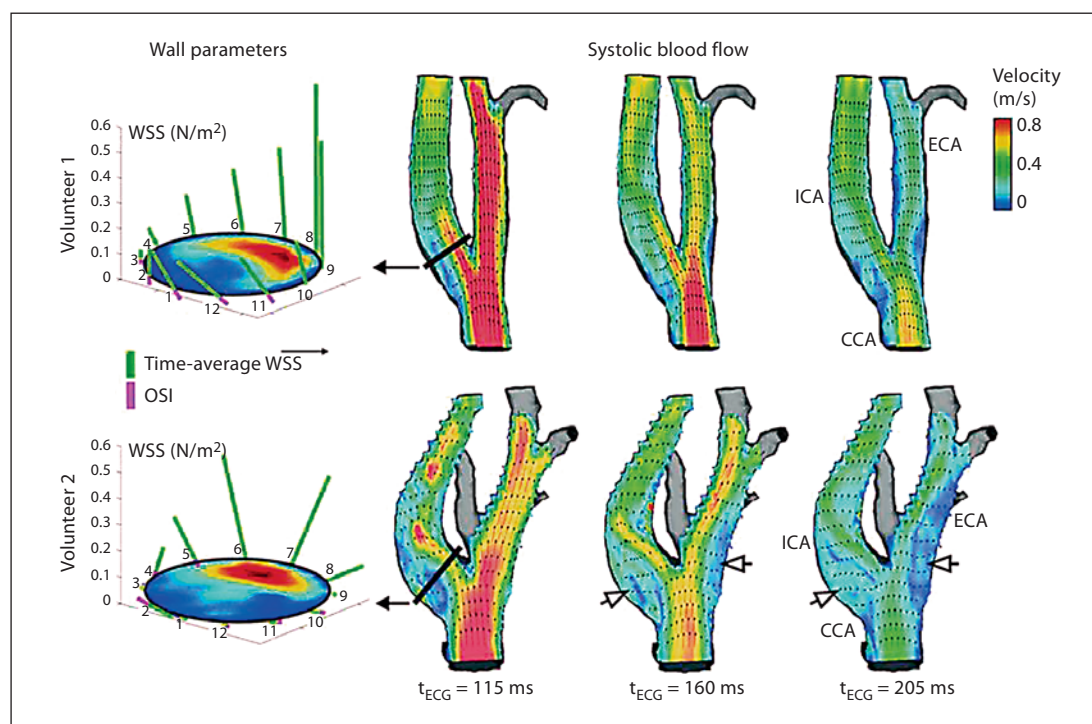 Wall parameters
Systolic blood flow
Volunteer 1
WSS (N/m²)
0.6
0.5
0.4
0.3
0.2
0.1
0
1
2
3
4
5
6
7
8
9
10
11
12
ICA
ECA
CCA
Velocity
(m/s)
0.8
0.4
0
Time-average WSS
OSI
Volunteer 2
WSS (N/m²)
0.6
0.5
0.4
0.3
0.2
0.1
0
1
2
3
4
5
6
7
8
9
10
11
12
ICA
ECA
CCA
tECG = 115 ms
tECG = 160 ms
tECG = 205 ms